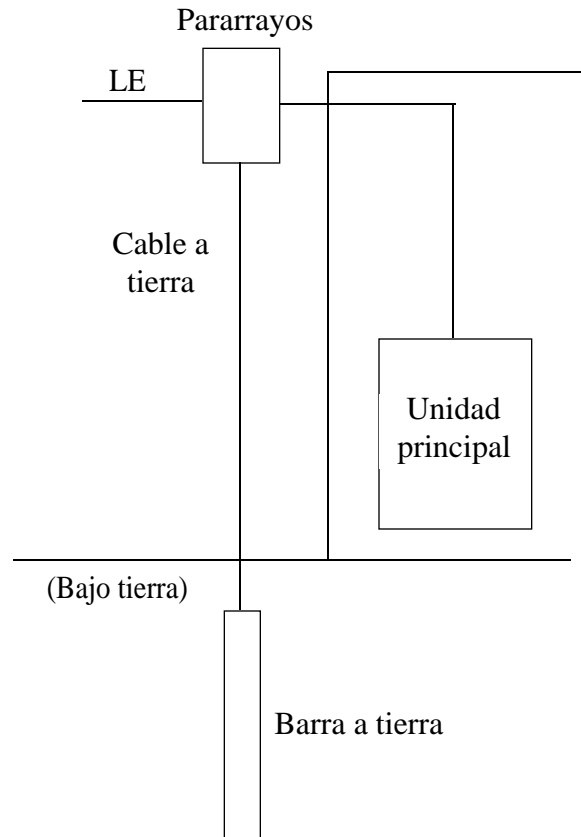 Pararrayos
LE
Cable a
tierra
Unidad
principal
(Bajo tierra)
Barra a tierra